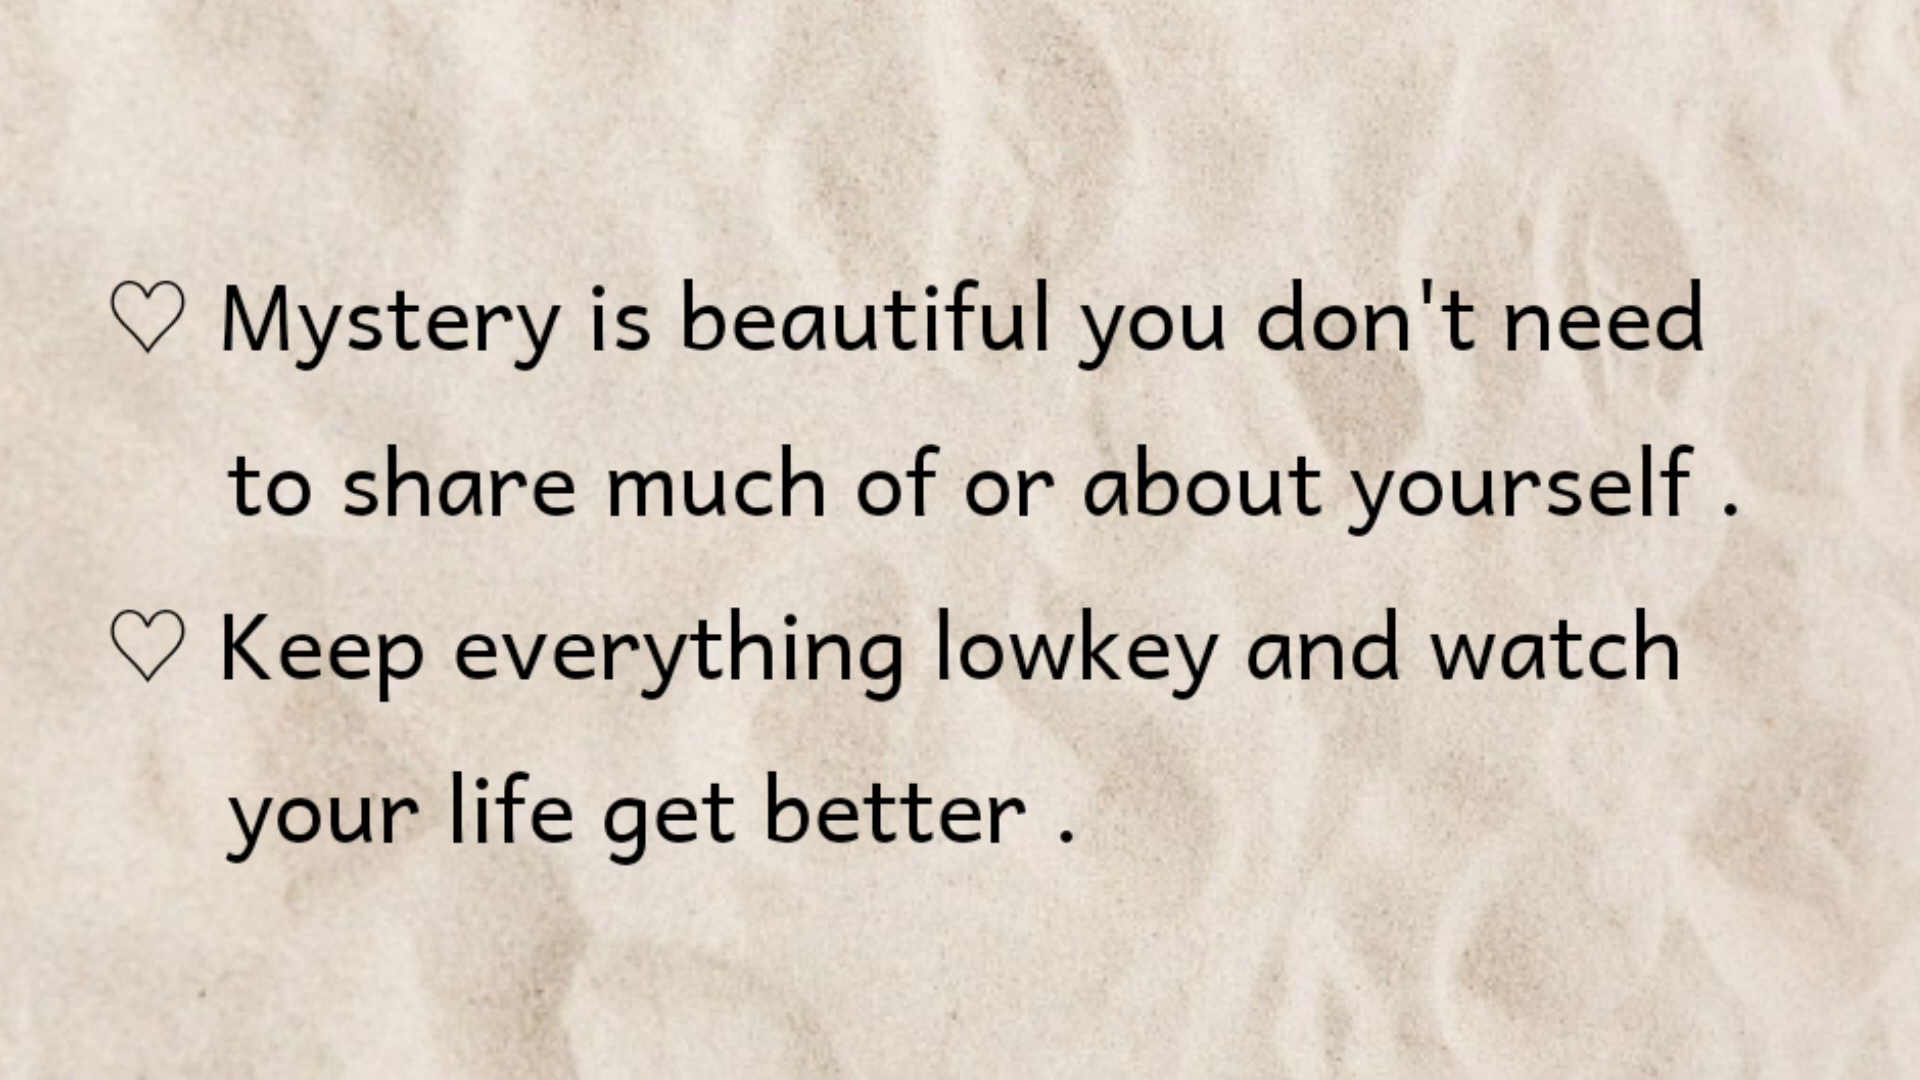 ♡ Mystery is beautiful you don't need
to share much of or about yourself .
♡ Keep everything lowkey and watch
your life get better .